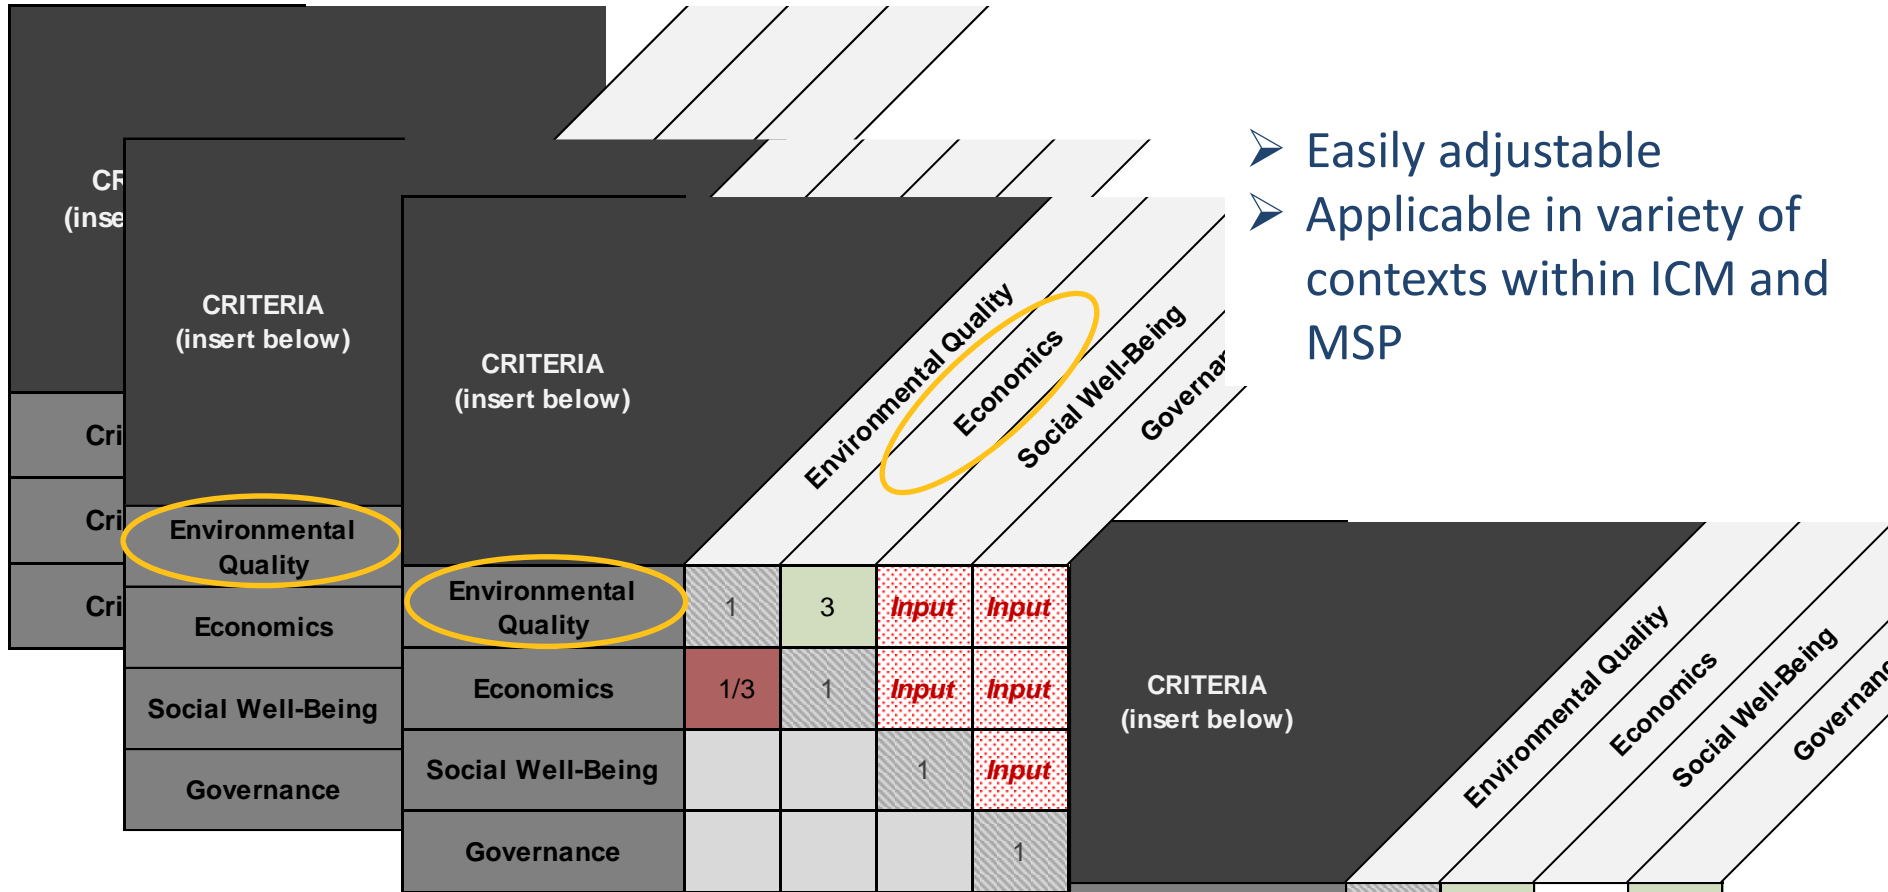 ➢ Easily adjustable
➢ Applicable in variety of
contexts within ICM and
MSP
CRITERIA
(insert below)
Environmental
Quality
Economics
Social Well-Being
Governance
CRITERIA
(insert below)
Environmental Quality
Economics
Social Well-Being
Environmental
Quality
1
3
Input
Input
Economics
1/3
1
Input
Input
Social Well-Being
1
Input
Governance
1
CRITERIA
(insert below)
Environmental Quality
Economics
Social Well-Being